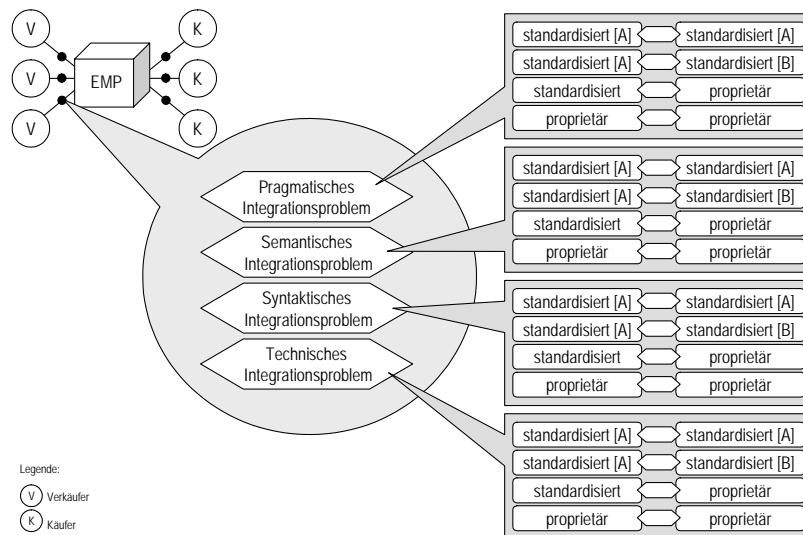 V
K
V
EMP
K
V
K
Pragmatisches
Integrationsproblem
Semantisches
Integrationsproblem
Syntaktisches
Integrationsproblem
Technisches
Integrationsproblem
standardisiert [A] standardisiert [A]
standardisiert [A] standardisiert [B]
standardisiert proprietär
proprietär proprietär
standardisiert [A] standardisiert [A]
standardisiert [A] standardisiert [B]
standardisiert proprietär
proprietär proprietär
standardisiert [A] standardisiert [A]
standardisiert [A] standardisiert [B]
standardisiert proprietär
proprietär proprietär
standardisiert [A] standardisiert [A]
standardisiert [A] standardisiert [B]
standardisiert proprietär
proprietär proprietär
Legende:
V Verkäufer
K Käufer